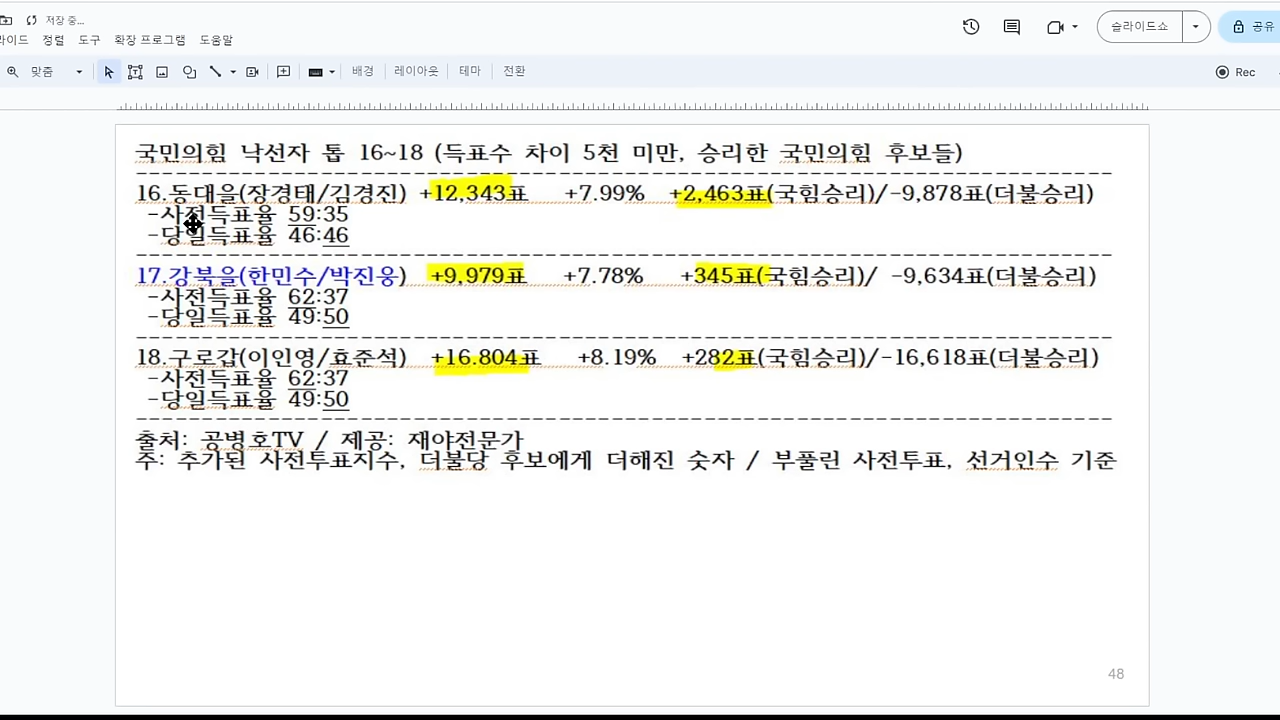 저장 중...
라이드 정렬 도구 확장 프로그램 도움말
슬라이드쇼
공유
맞춤
배경 레이아웃 테마 전환
Rec
국민의힘 낙선자 톱 16~18 (득표수 차이 5천 미만, 승리한 국민의힘 후보들)
16.동대을(장경태/김경진) +12,343표 +7.99% +2,463표(국힘승리)/-9,878표(더불승리)
-사전득표율 59:35
-당일득표율 46:46
17.강북을(한민수/박진웅) +9,979표 +7.78% +345표(국힘승리)/ -9,634표(더불승리)
-사전득표율 62:37
-당일득표율 49:50
18.구로갑(이인영/효준석) +16.804표 +8.19% +282표(국힘승리)/-16,618표(더불승리)
-사전득표율 62:37
-당일득표율 49:50
출처: 공병호TV / 제공: 재야전문가
주: 추가된 사전투표지수, 더불당 후보에게 더해진 숫자 / 부풀린 사전투표, 선거인수 기준
48